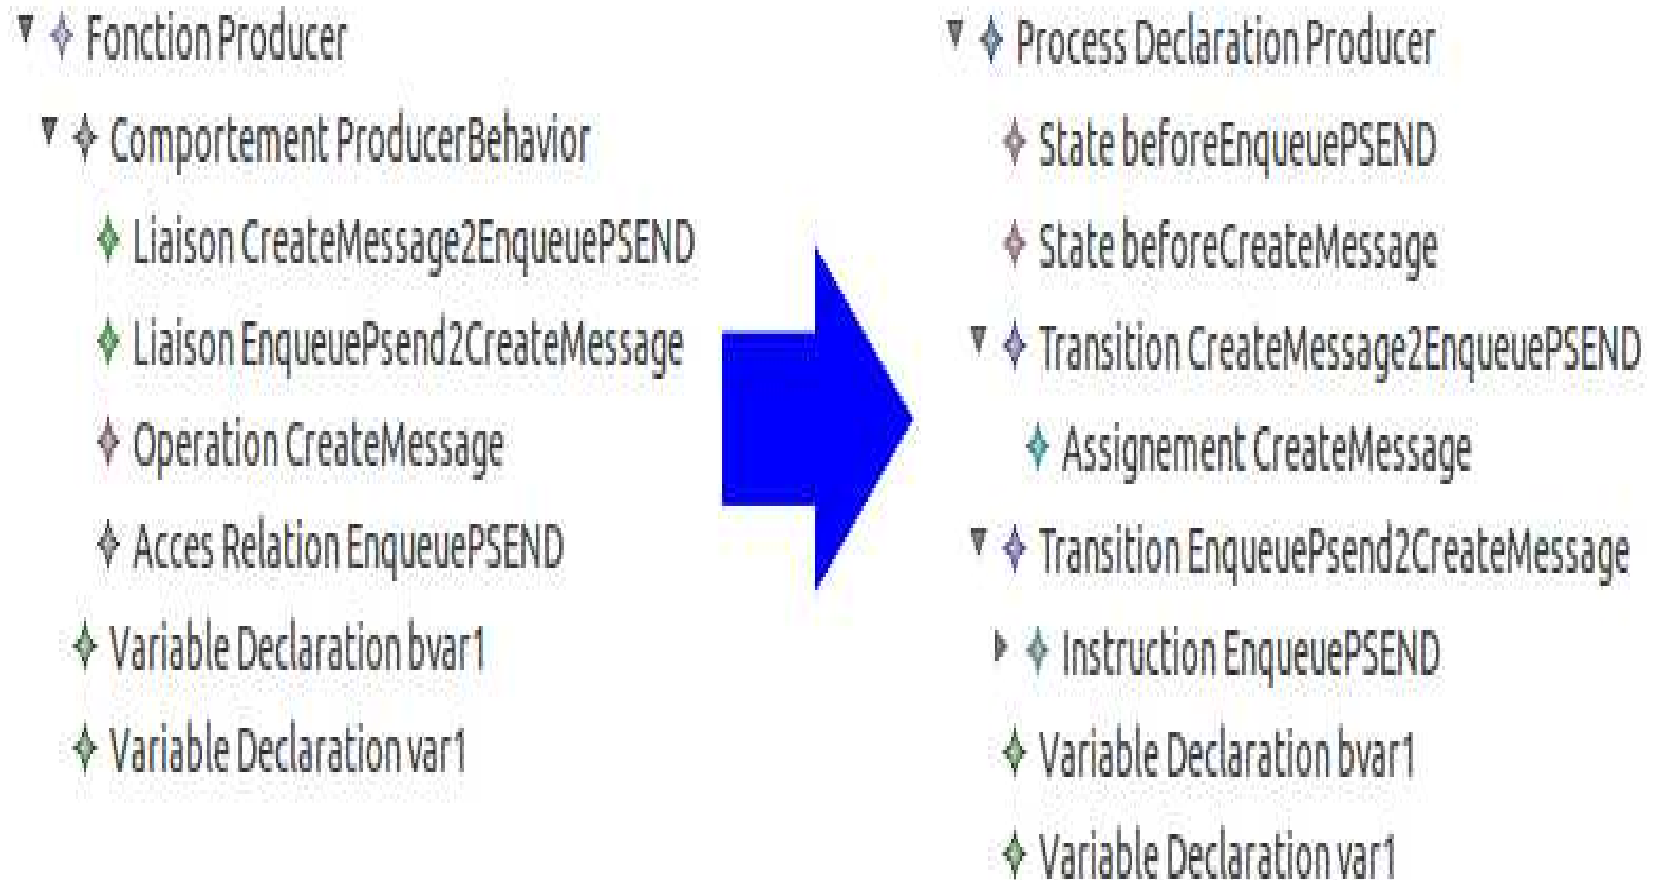 Fonction Producer
Comportement ProducerBehavior
Liaison CreateMessage2EnqueuePSEND
Liaison EnqueuePsend2CreateMessage
Operation CreateMessage
Acces Relation EnqueuePSEND
Variable Declaration bvar1
Variable Declaration var1
Process Declaration Producer
State beforeEnqueuePSEND
State beforeCreateMessage
Transition CreateMessage2EnqueuePSEND
Assignement CreateMessage
Transition EnqueuePsend2CreateMessage
Instruction EnqueuePSEND
Variable Declaration bvar1
Variable Declaration var1